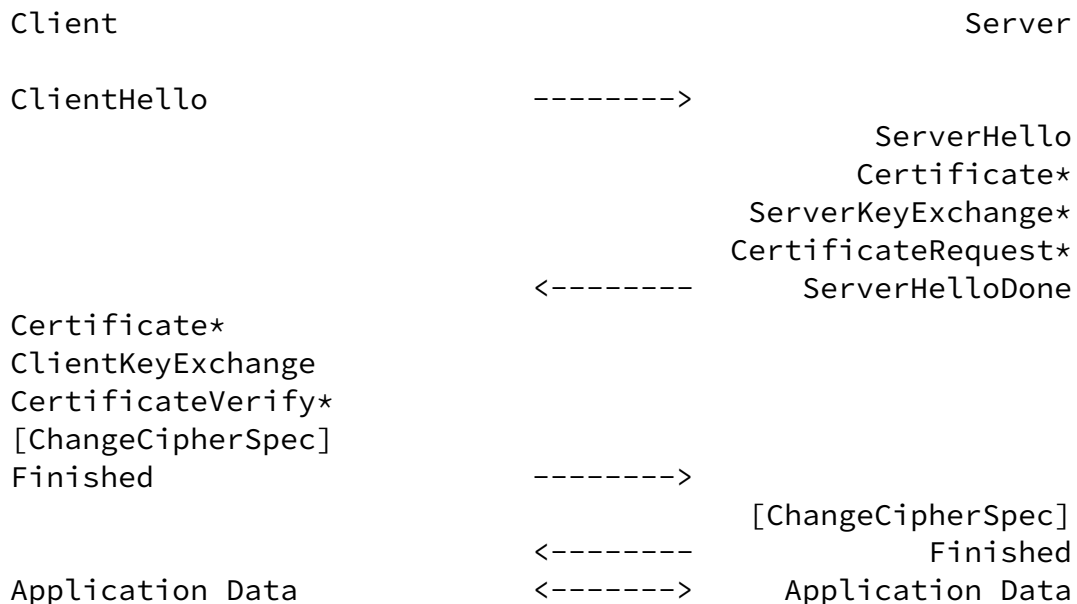 Client Server
ClientHello -------->
ServerHello
Certificate*
ServerKeyExchange*
CertificateRequest*
<-------- ServerHelloDone
Certificate*
ClientKeyExchange
CertificateVerify*
[ChangeCipherSpec]
Finished -------->
[ChangeCipherSpec]
<-------- Finished
Application Data <-------> Application Data